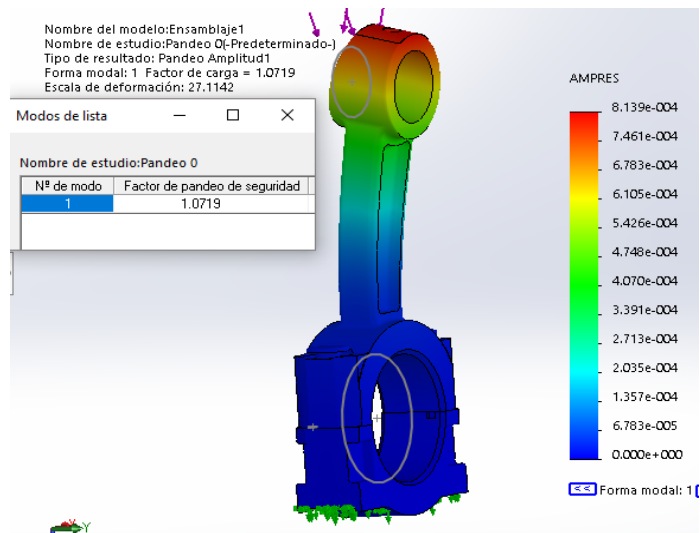 Nombre del modelo:Ensamblaje1
Nombre de estudio:Pandeo 0(-Predeterminado-)
Tipo de resultado: Pandeo Amplitud1
Forma modal: 1 Factor de carga = 1.0719
Escala de deformación: 27.1142
Modos de lista
Nombre de estudio:Pandeo 0
Nº de modo Factor de pandeo de seguridad
1 1.0719
AMPRES
8.139e-004
7.461e-004
6.783e-004
6.105e-004
5.426e-004
4.748e-004
4.070e-004
3.391e-004
2.713e-004
2.035e-004
1.357e-004
6.783e-005
0.000e+000
<< Forma modal: 1
Y